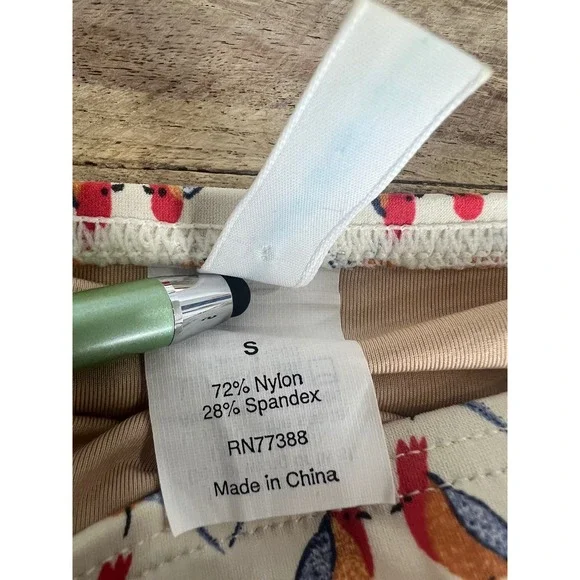 S
72% Nylon
28% Spandex
RN77388
Made in China